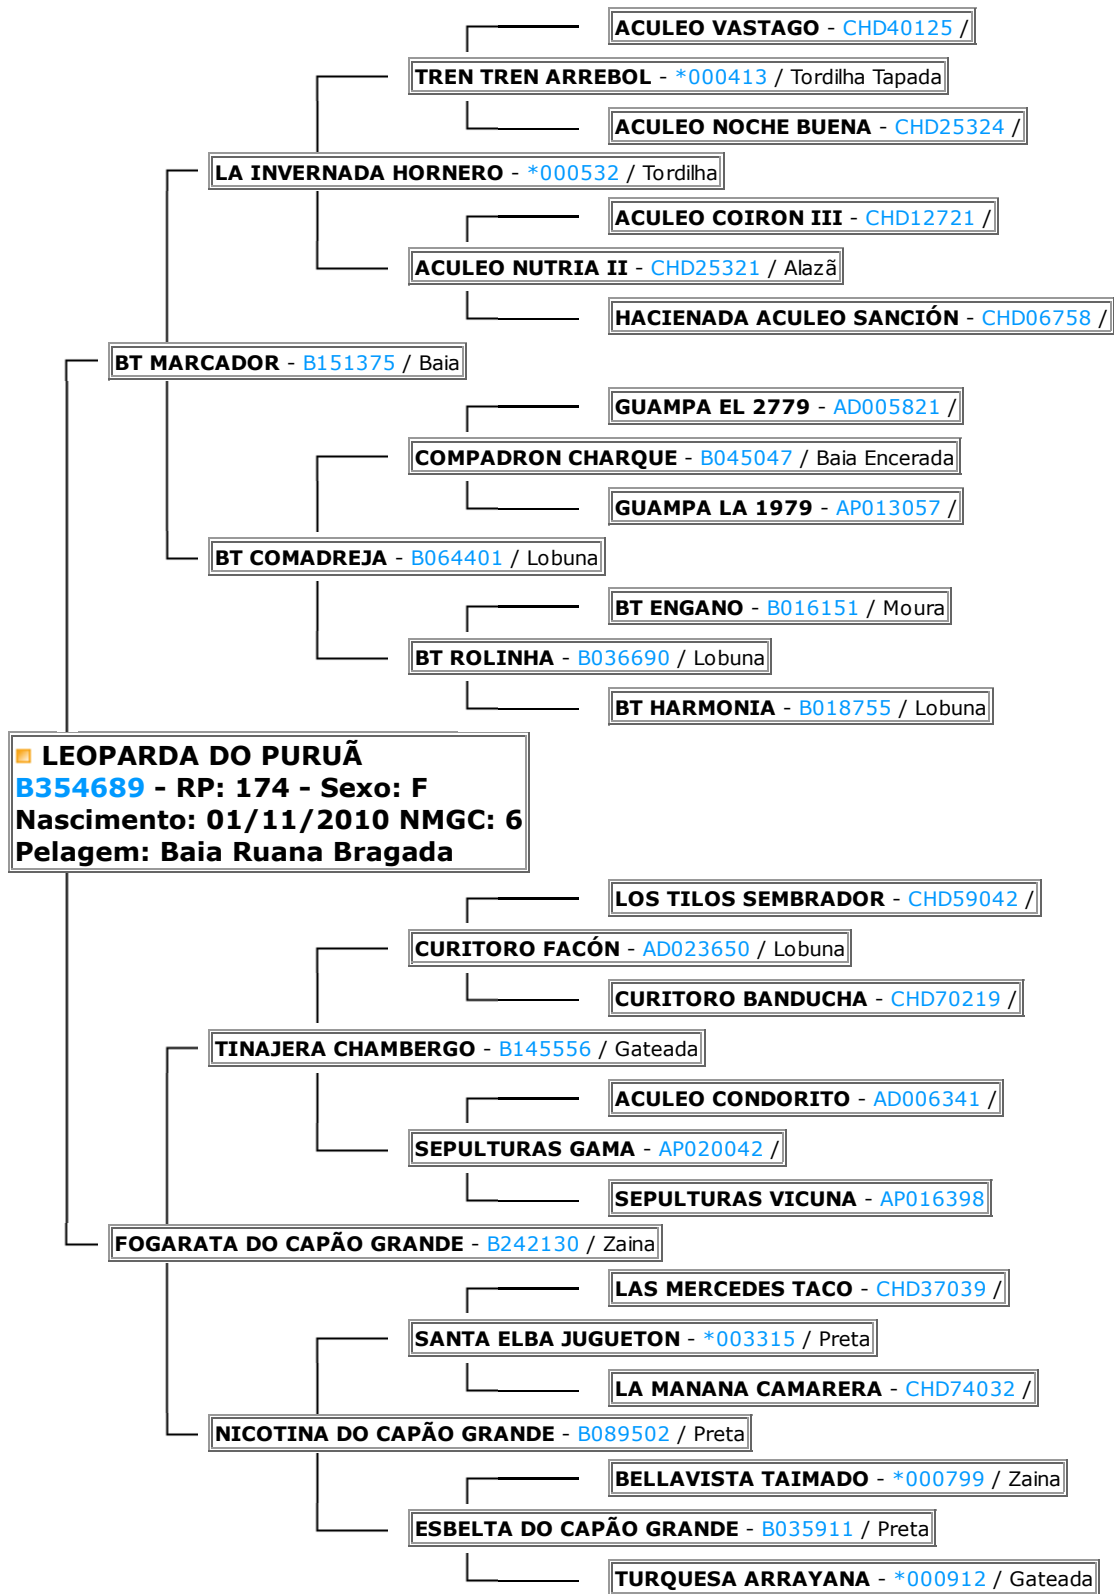 ACULEO VASTAGO - CHD40125 /
TREN TREN ARREBOL - *000413 / Tordilha Tapada
ACULEO NOCHE BUENA - CHD25324 /
LA INVERNADA HORNERO - *000532 / Tordilha
ACULEO COIRON III - CHD12721 /
ACULEO NUTRIA II - CHD25321 / Alazã
HACIENADA ACULEO SANCIÓN - CHD06758 /
BT MARCADOR - B151375 / Baia
GUAMPA EL 2779 - AD005821 /
COMPADRON CHARQUE - B045047 / Baia Encerada
GUAMPA LA 1979 - AP013057 /
BT COMADREJA - B064401 / Lobuna
BT ENGANO - B016151 / Moura
BT ROLINHA - B036690 / Lobuna
BT HARMONIA - B018755 / Lobuna
LEOPARDA DO PURUÃ
B354689 - RP: 174 - Sexo: F
Nascimento: 01/11/2010 NMGC: 6
Pelagem: Baia Ruana Bragada
LOS TILOS SEMBRADOR - CHD59042 /
CURITORO FACÓN - AD023650 / Lobuna
CURITORO BANDUCHA - CHD70219 /
TINAJERA CHAMBERGO - B145556 / Gateada
ACULEO CONDORITO - AD006341 /
SEPULTURAS GAMA - AP020042 /
SEPULTURAS VICUNA - AP016398
FOGARATA DO CAPÃO GRANDE - B242130 / Zaina
LAS MERCEDES TACO - CHD37039 /
SANTA ELBA JUGUETON - *003315 / Preta
LA MANANA CAMARERA - CHD74032 /
NICOTINA DO CAPÃO GRANDE - B089502 / Preta
BELLAVISTA TAIMADO - *000799 / Zaina
ESBELTA DO CAPÃO GRANDE - B035911 / Preta
TURQUESA ARRAYANA - *000912 / Gateada